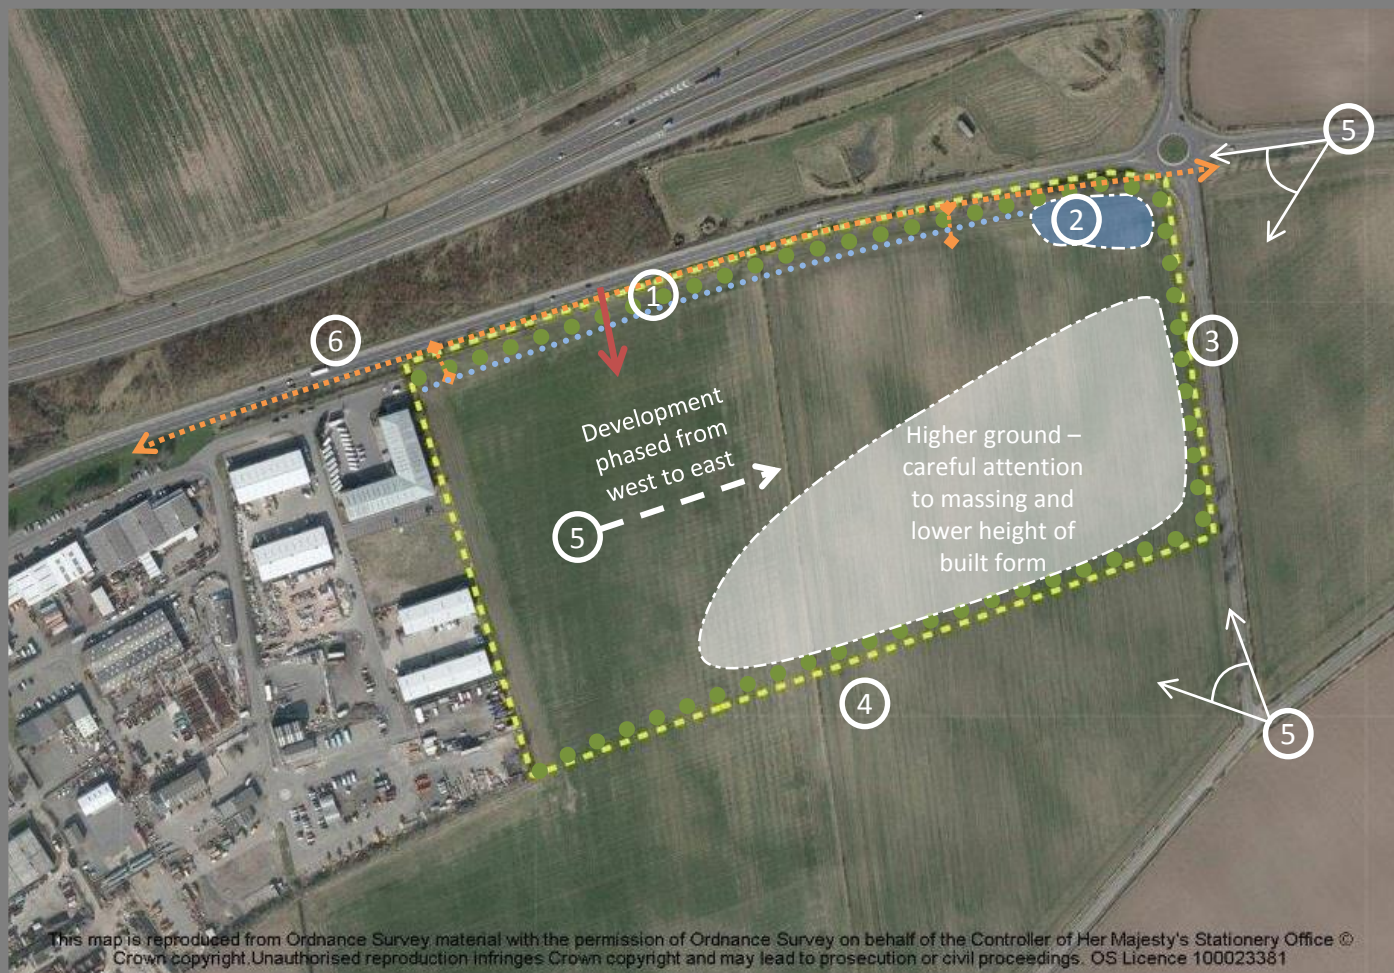 5
2
1
6
3
Development
phased from
west to east
5
Higher ground –
careful attention
to massing and
lower height of
built form
4
5
This map is reproduced from Ordnance Survey material with the permission of Ordnance Survey on behalf of the Controller of Her Majesty's Stationery Office ©
Crown copyright.Unauthorised reproduction infringes Crown copyright and may lead to prosecution or civil proceedings. OS Licence 100023381